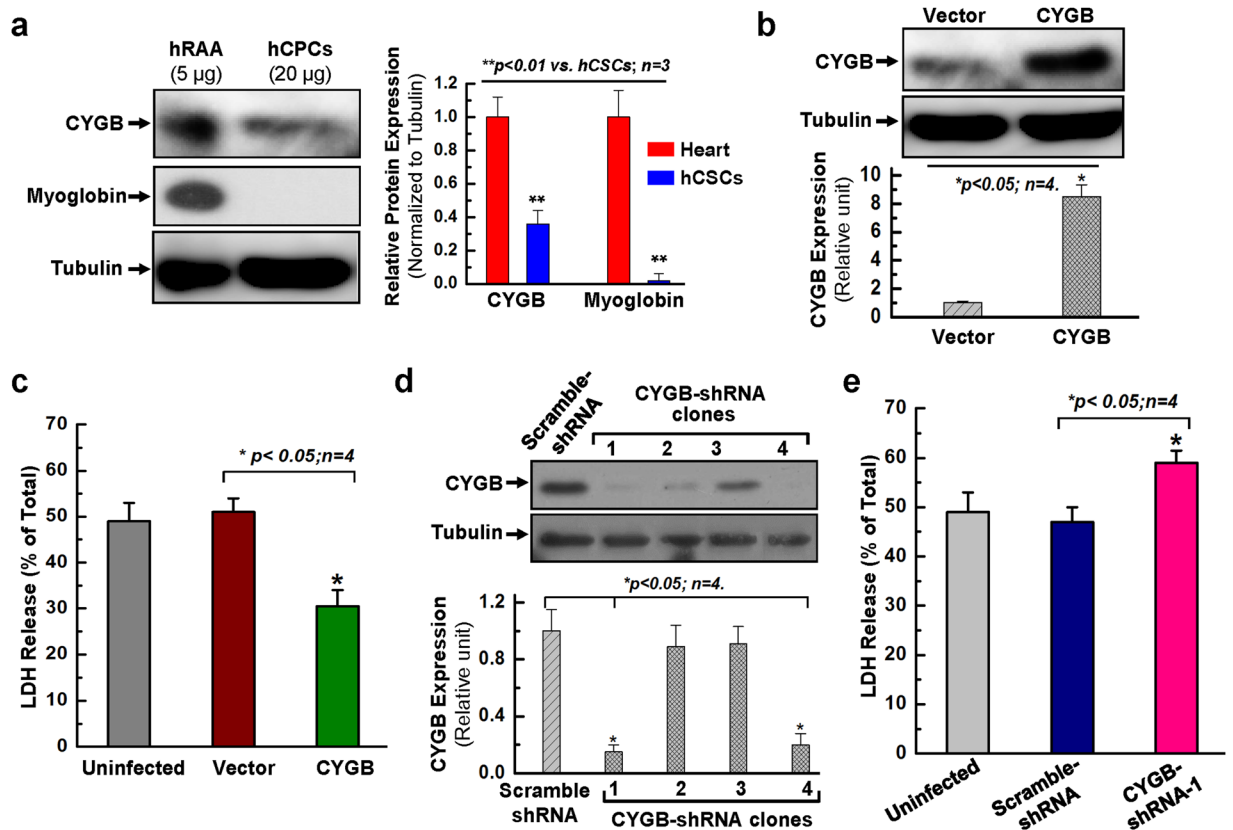 a
hRAA
(5 µg)
hCPCs
(20 µg)
CYGB
Myoglobin
Tubulin
**p<0.01 vs. hCSCs; n=3
Relative Protein Expression
(Normalized to Tubulin)
1.2
1.0
0.8
0.6
0.4
0.2
0.0
**
**
Heart
hCSCs
CYGB
Myoglobin
b
Vector
CYGB
CYGB
Tubulin
CYGB Expression
(Relative unit)
10
8
6
4
2
0
*p<0.05; n=4.
*
Vector
CYGB
c
LDH Release (% of Total)
70
60
50
40
30
20
10
0
* p< 0.05;n=4
*
Uninfected
Vector
CYGB
d
Scramble-
shRNA
CYGB-shRNA
clones
1
2
3
4
CYGB
Tubulin
*p<0.05; n=4.
CYGB Expression
(Relative unit)
1.2
0.8
0.4
0.0
*
*
Scramble
shRNA
1
2
3
4
CYGB-shRNA clones
e
LDH Release (% of Total)
70
60
50
40
30
20
10
0
*p< 0.05;n=4
*
Uninfected
Scramble-
shRNA
CYGB-
shRNA-1